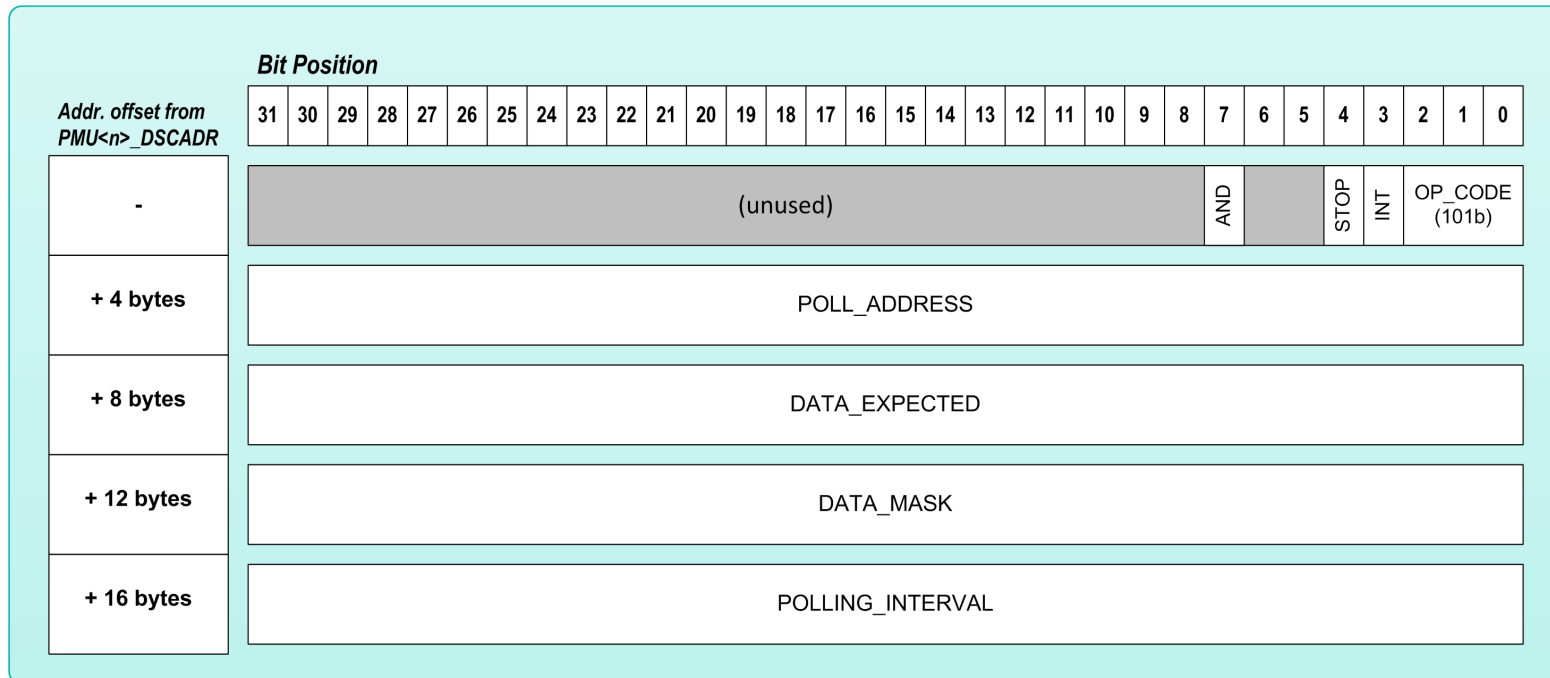 Bit Position
Addr. offset from
PMU<n>_DSCADR
31 30 29 28 27 26 25 24 23 22 21 20 19 18 17 16 15 14 13 12 11 10 9 8 7 6 5 4 3 2 1 0
-
(unused)
AND
STOP
INT
OP_CODE
(101b)
+ 4 bytes
POLL_ADDRESS
+ 8 bytes
DATA_EXPECTED
+ 12 bytes
DATA_MASK
+ 16 bytes
POLLING_INTERVAL